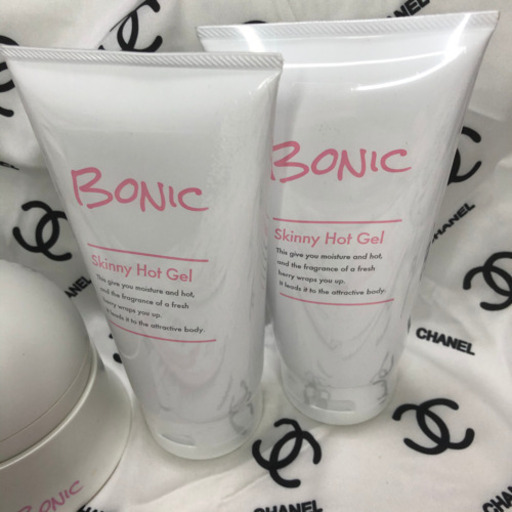 BONIC
Skinny Hot Gel
This give you moisture and hot,
and the fragrance of a fresh
berry wraps you up.
it leads it to the attractive body.
BONIC
Skinny Hot Gel
This give you moisture and hot,
and the fragrance of a fresh
berry wraps you up.
it leads it to the attractive body.
BONIC
CHANEL
CHANEL
CHANEL
CHANEL
CHANEL